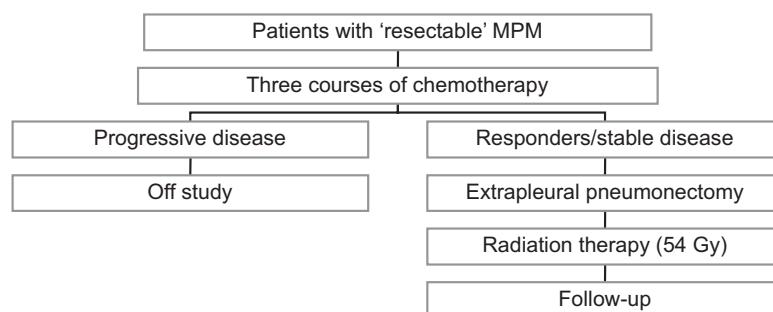 Patients with ‘resectable’ MPM
Three courses of chemotherapy
Progressive disease
Off study
Responders/stable disease
Extrapleural pneumonectomy
Radiation therapy (54 Gy)
Follow-up